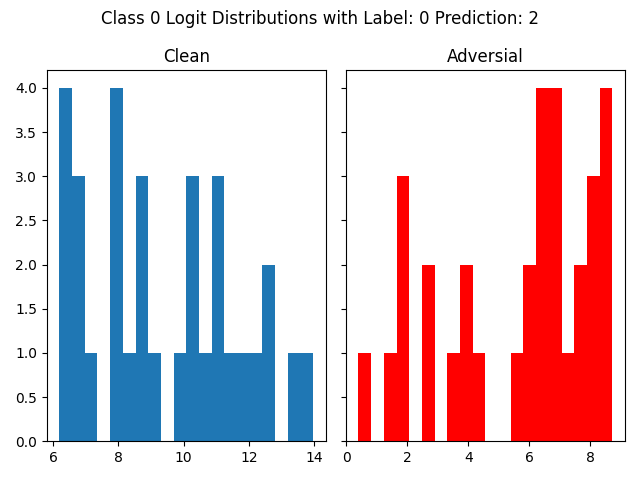 Class 0 Logit Distributions with Label: 0 Prediction: 2
Clean
Adversial
4.0
3.5
3.0
2.5
2.0
1.5
1.0
0.5
0.0
6 8 10 12 14
0 2 4 6 8